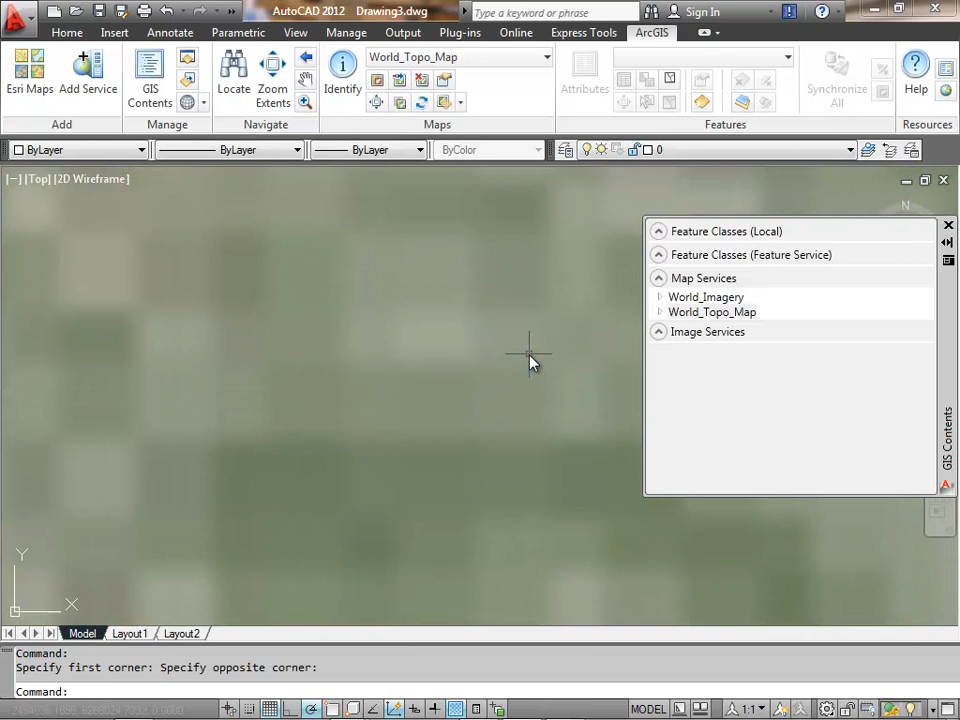 AutoCAD 2012 Drawing3.dwg
Type a keyword or phrase
Sign In
Home Insert Annotate Parametric View Manage Output Plug-ins Online Express Tools ArcGIS
World_Topo_Map
Esri Maps Add Service GIS Contents Locate Zoom Extents Identify Attributes Synchronize All Help
Add Manage Navigate Maps Features Resources
ByLayer ByLayer ByLayer ByColor 0
[−] [Top] [2D Wireframe]
N
Feature Classes (Local)
Feature Classes (Feature Service)
Map Services
World_Imagery
World_Topo_Map
Image Services
GIS Contents
Y
X
Model Layout1 Layout2
Command:
Specify first corner: Specify opposite corner:
Command:
MODEL 1:1